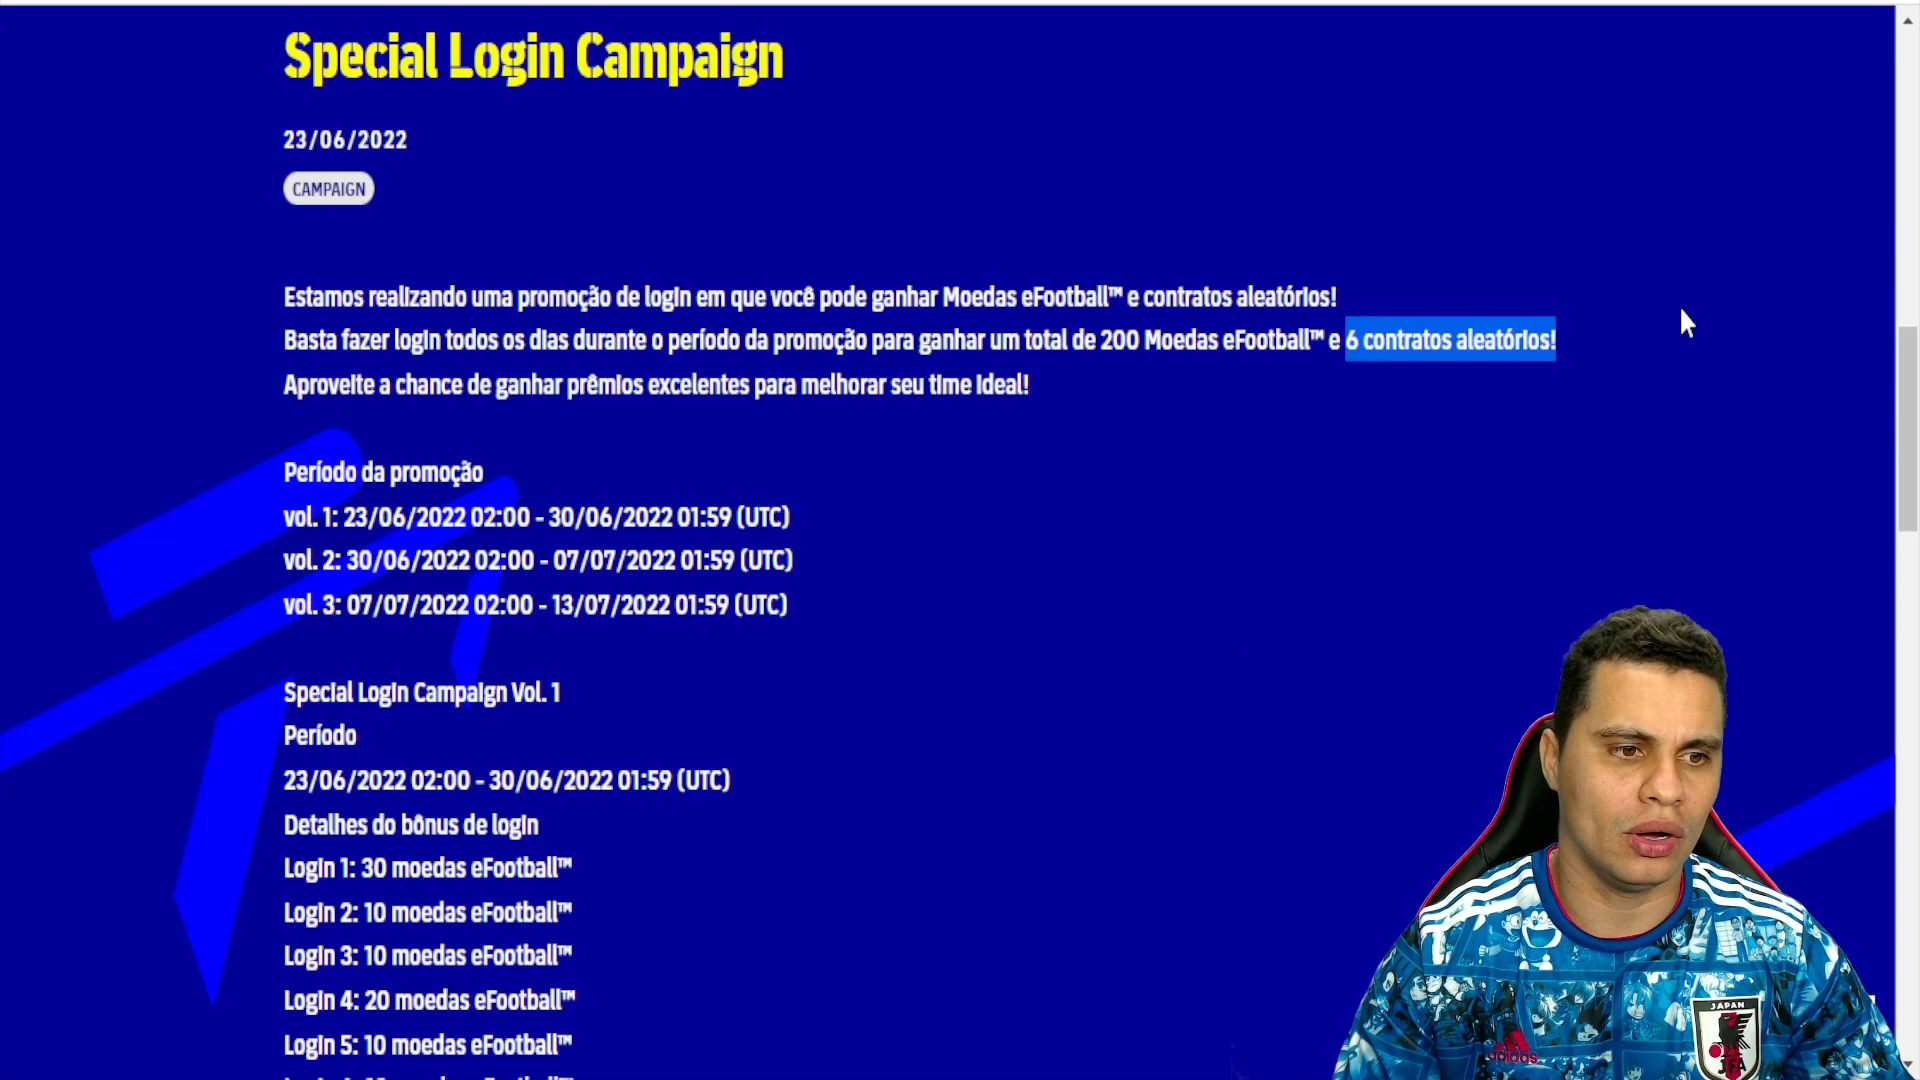 Special Login Campaign
23/06/2022
CAMPAIGN
Estamos realizando uma promoção de login em que você pode ganhar Moedas eFootball™ e contratos aleatórios!
Basta fazer login todos os dias durante o período da promoção para ganhar um total de 200 Moedas eFootball™ e 6 contratos aleatórios!
Aproveite a chance de ganhar prêmios excelentes para melhorar seu time ideal!
Período da promoção
vol. 1: 23/06/2022 02:00 - 30/06/2022 01:59 (UTC)
vol. 2: 30/06/2022 02:00 - 07/07/2022 01:59 (UTC)
vol. 3: 07/07/2022 02:00 - 13/07/2022 01:59 (UTC)
Special Login Campaign Vol. 1
Período
23/06/2022 02:00 - 30/06/2022 01:59 (UTC)
Detalhes do bônus de login
Login 1: 30 moedas eFootball™
Login 2: 10 moedas eFootball™
Login 3: 10 moedas eFootball™
Login 4: 20 moedas eFootball™
Login 5: 10 moedas eFootball™
JAPAN
JFA
adidas